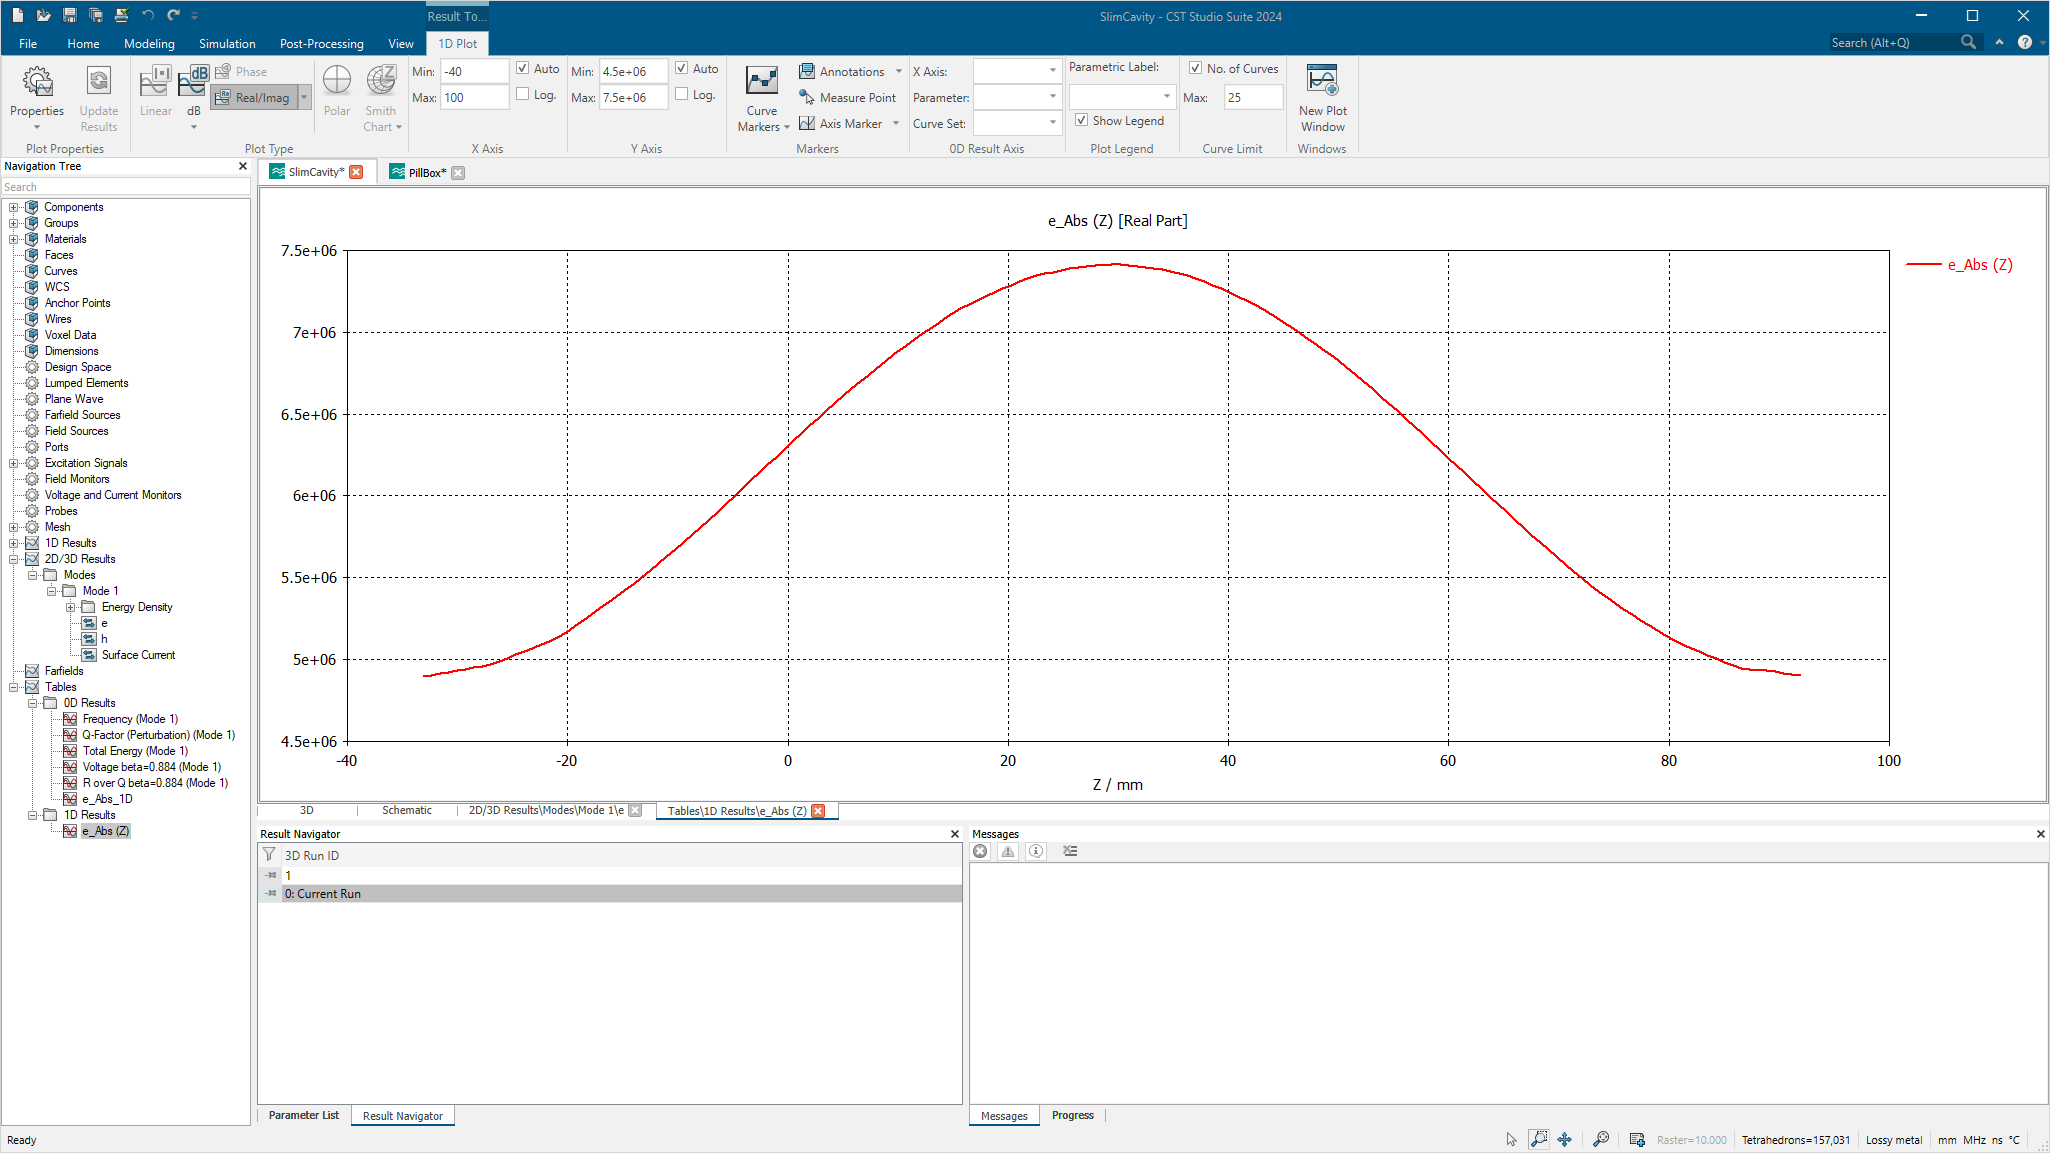 Result To...
SlimCavity - CST Studio Suite 2024
File Home Modeling Simulation Post-Processing View 1D Plot
Search (Alt+Q)
Properties
Update Results
Linear
dB
Phase
Real/Imag
Polar
Smith Chart
Min: -40
Auto
Max: 100
Log.
Min: 4.5e+06
Auto
Max: 7.5e+06
Log.
Curve Markers
Annotations
Measure Point
Axis Marker
X Axis:
Parameter:
Curve Set:
Parametric Label:
Show Legend
No. of Curves
Max: 25
New Plot Window
Plot Properties
Plot Type
X Axis
Y Axis
Markers
0D Result Axis
Plot Legend
Curve Limit
Windows
Navigation Tree
Search
Components
Groups
Materials
Faces
Curves
WCS
Anchor Points
Wires
Voxel Data
Dimensions
Design Space
Lumped Elements
Plane Wave
Farfield Sources
Field Sources
Ports
Excitation Signals
Field Monitors
Voltage and Current Monitors
Probes
Mesh
1D Results
2D/3D Results
Modes
Mode 1
Energy Density
e
h
Surface Current
Farfields
Tables
0D Results
Frequency (Mode 1)
Q-Factor (Perturbation) (Mode 1)
Total Energy (Mode 1)
Voltage beta=0.884 (Mode 1)
R over Q beta=0.884 (Mode 1)
e_Abs_1D
1D Results
e_Abs (Z)
SlimCavity*
PillBox*
e_Abs (Z) [Real Part]
7.5e+06
7e+06
6.5e+06
6e+06
5.5e+06
5e+06
4.5e+06
-40 -20 0 20 40 60 80 100
Z / mm
e_Abs (Z)
3D
Schematic
2D/3D Results\Modes\Mode 1\e
Tables\1D Results\e_Abs (Z)
Result Navigator
3D Run ID
1
0: Current Run
Parameter List
Result Navigator
Messages
Messages
Progress
Ready
Raster=10.000
Tetrahedrons=157,031
Lossy metal
mm MHz ns °C